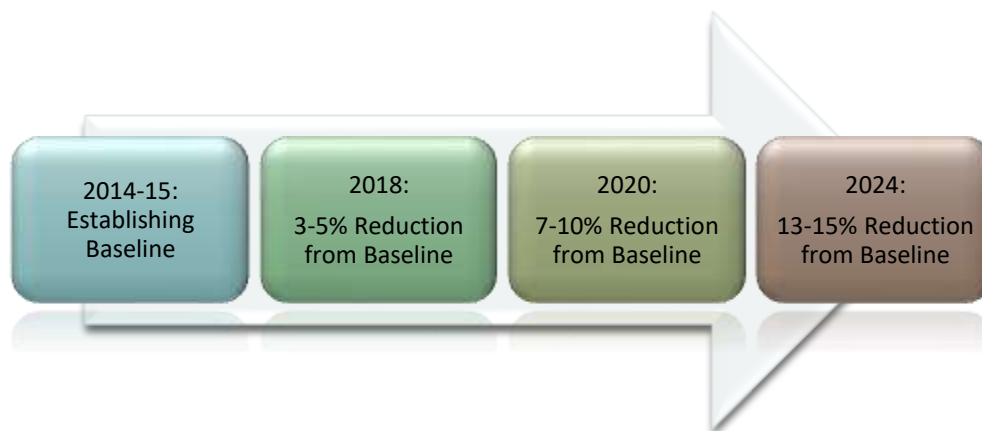 2014-15:
Establishing
Baseline
2018:
3-5% Reduction
from Baseline
2020:
7-10% Reduction
from Baseline
2024:
13-15% Reduction
from Baseline